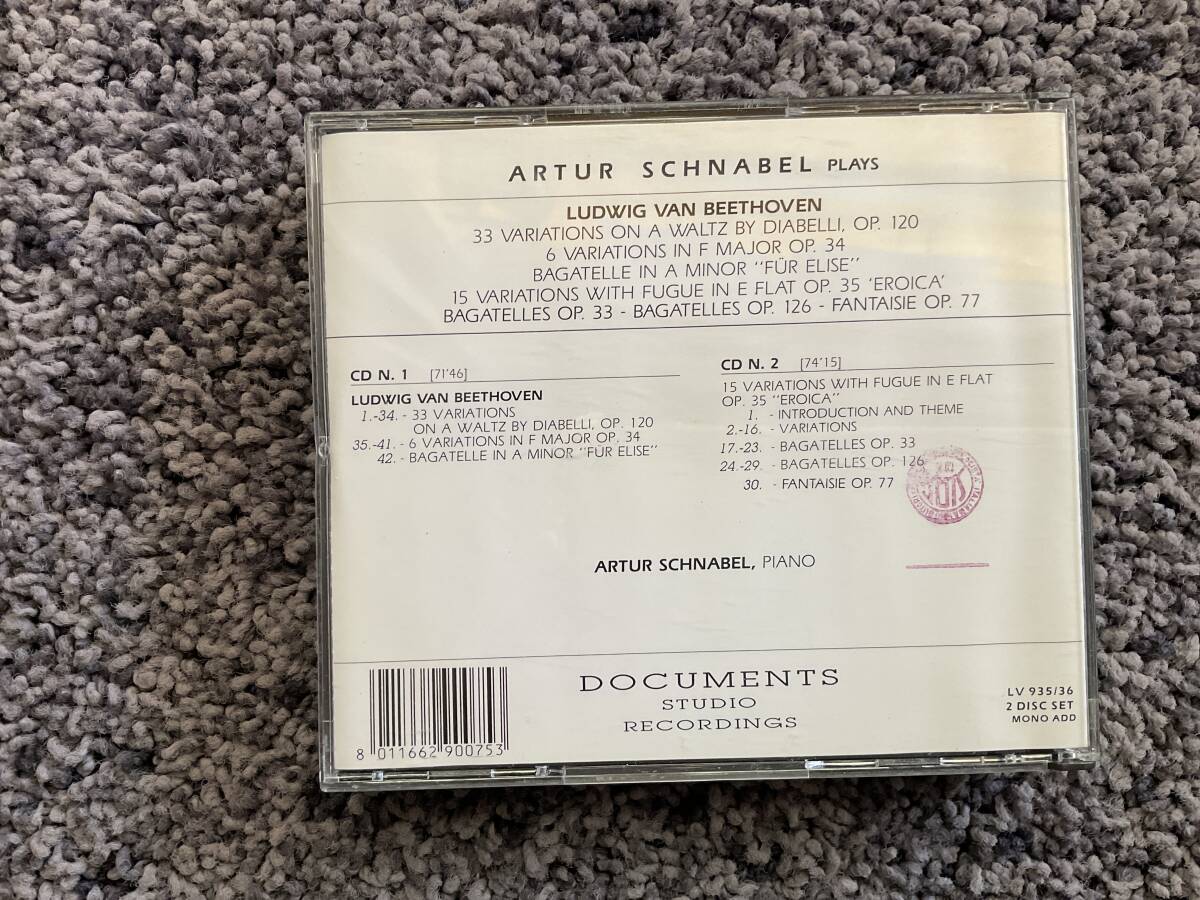 ARTUR SCHNABEL PLAYS
LUDWIG VAN BEETHOVEN
33 VARIATIONS ON A WALTZ BY DIABELLI, OP. 120
6 VARIATIONS IN F MAJOR OP. 34
BAGATELLE IN A MINOR "FÜR ELISE"
15 VARIATIONS WITH FUGUE IN E FLAT OP. 35 'EROICA'
BAGATELLES OP. 33 - BAGATELLES OP. 126 - FANTAISIE OP. 77
CD N. 1 [71'46]
LUDWIG VAN BEETHOVEN
1.-34. - 33 VARIATIONS
ON A WALTZ BY DIABELLI, OP. 120
35.-41. - 6 VARIATIONS IN F MAJOR OP. 34
42. - BAGATELLE IN A MINOR "FÜR ELISE"
CD N. 2 [74'15]
15 VARIATIONS WITH FUGUE IN E FLAT
OP. 35 "EROICA"
1. - INTRODUCTION AND THEME
2.-16. - VARIATIONS
17.-23. - BAGATELLES OP. 33
24.-29. - BAGATELLES OP. 126
30. - FANTAISIE OP. 77
ARTUR SCHNABEL, PIANO
DOCUMENTS
STUDIO
RECORDINGS
LV 935/36
2 DISC SET
MONO ADD
8 011662 900753